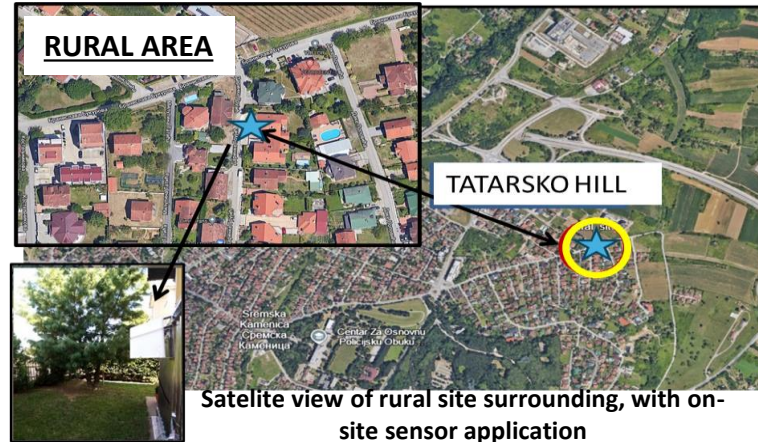 RURAL AREA
TATARSKO HILL
Sremska
Kamenica
Сремска
Каменица
Centar Za Osnovnu
Policijsku Obuku
Satelite view of rural site surrounding, with on-
site sensor application